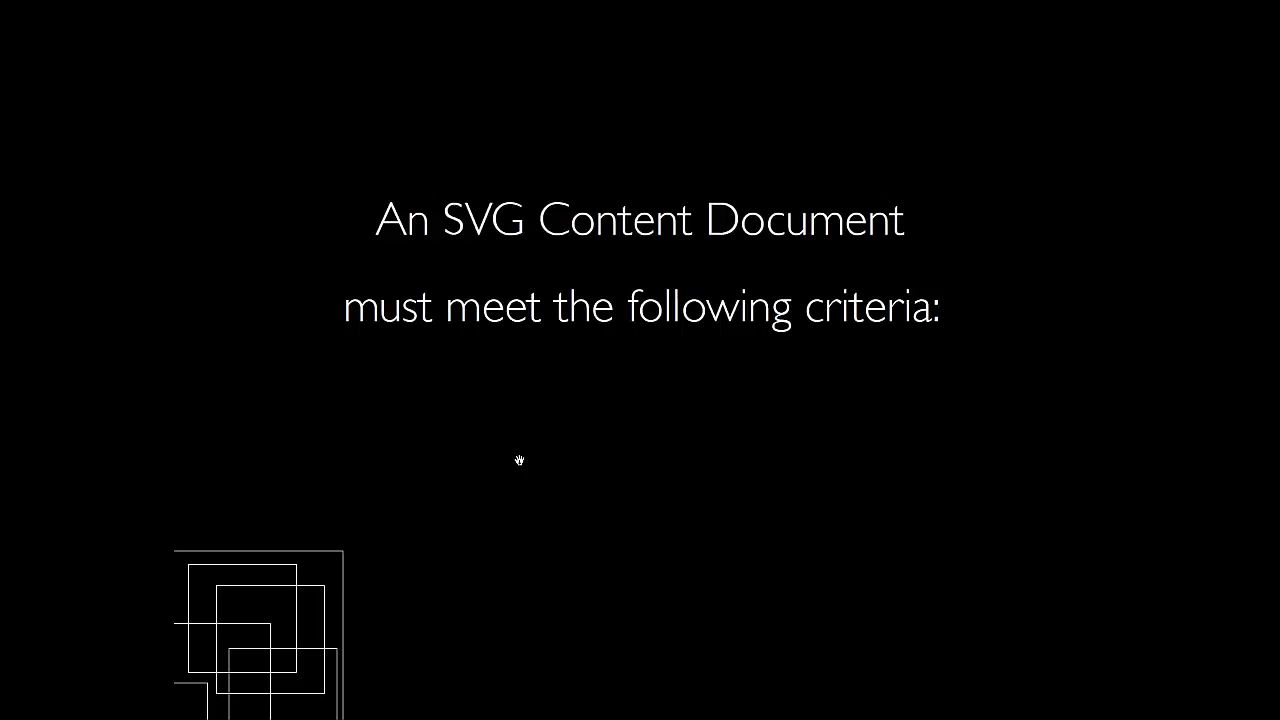 An SVG Content Document
must meet the following criteria: